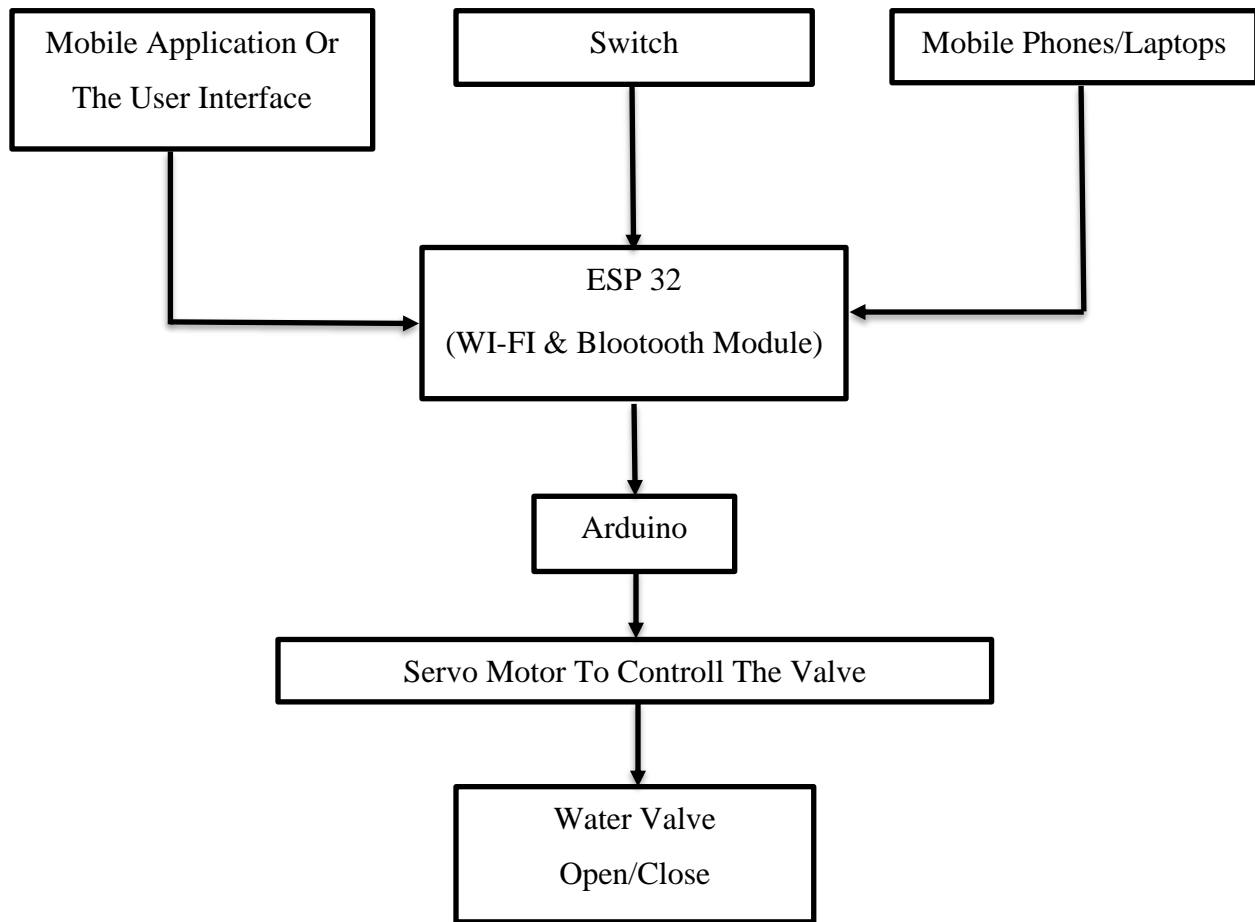 Mobile Application Or
The User Interface
Switch
Mobile Phones/Laptops
ESP 32
(WI-FI & Blootooth Module)
Arduino
Servo Motor To Controll The Valve
Water Valve
Open/Close